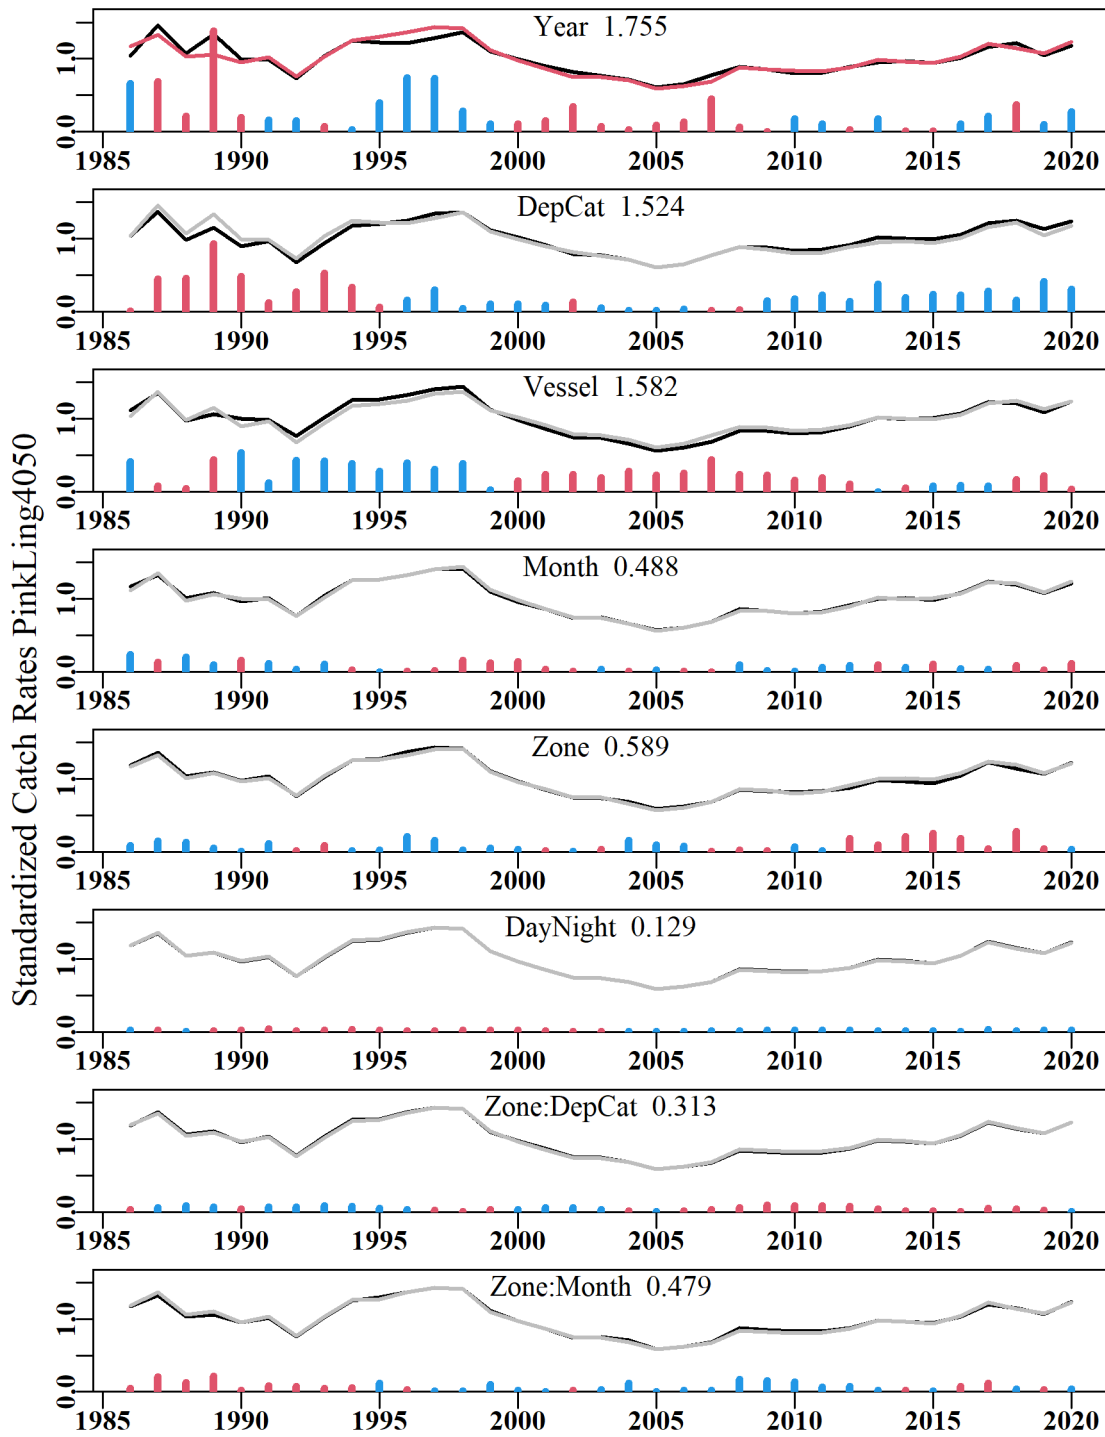 Standardized Catch Rates PinkLing4050
Year 1.755
0.0 1.0
1985 1990 1995 2000 2005 2010 2015 2020
DepCat 1.524
0.0 1.0
1985 1990 1995 2000 2005 2010 2015 2020
Vessel 1.582
0.0 1.0
1985 1990 1995 2000 2005 2010 2015 2020
Month 0.488
0.0 1.0
1985 1990 1995 2000 2005 2010 2015 2020
Zone 0.589
0.0 1.0
1985 1990 1995 2000 2005 2010 2015 2020
DayNight 0.129
0.0 1.0
1985 1990 1995 2000 2005 2010 2015 2020
Zone:DepCat 0.313
0.0 1.0
1985 1990 1995 2000 2005 2010 2015 2020
Zone:Month 0.479
0.0 1.0
1985 1990 1995 2000 2005 2010 2015 2020